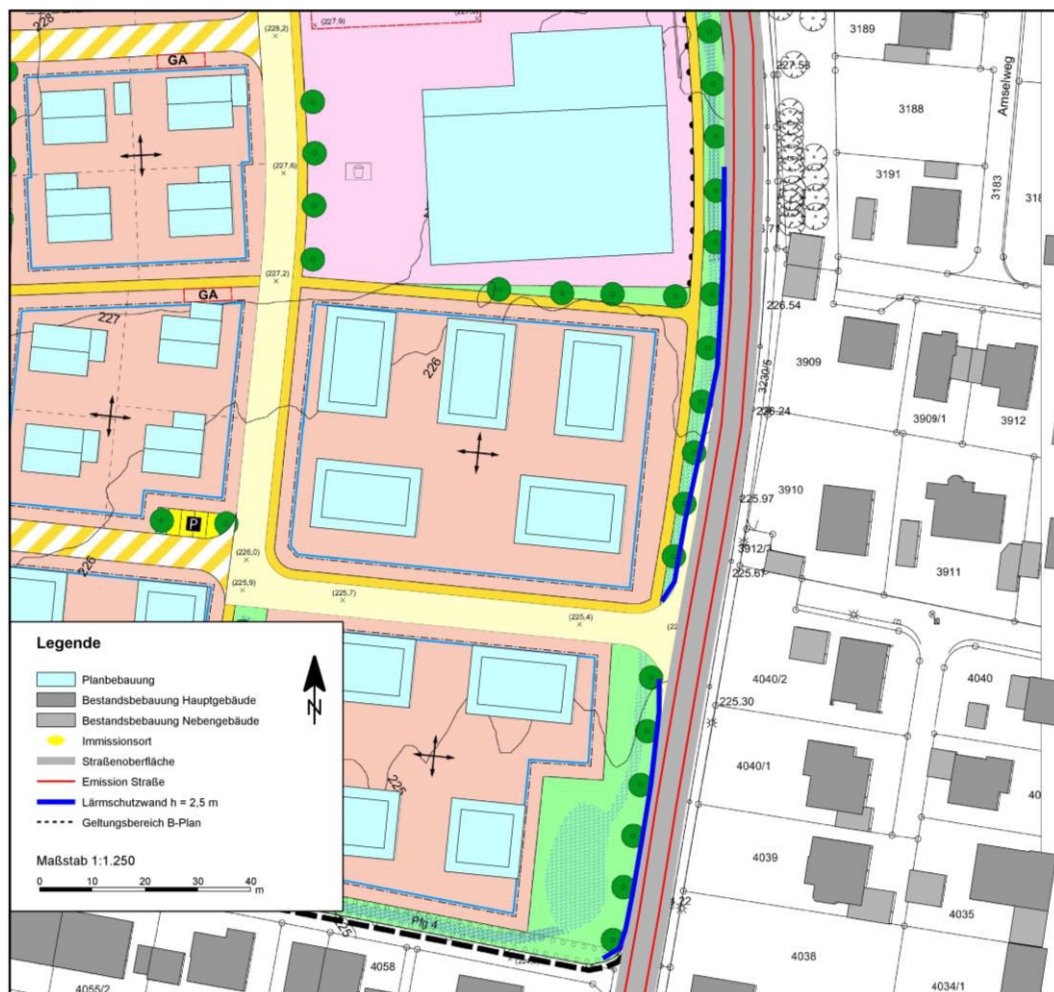 228
(227,9)
(228,2)
3189
227.53
GA
Amselweg
3188
(227,6)
3191
3183
(227,2)
GA
226.54
227
3909
226
3230/5
226.24
3909/1
3912
P
225.97
3910
(226,0)
3912/
3911
225.61
226
(225,9)
(225,7)
(225,4)
Legende
Planbebauung
Bestandsbebauung Hauptgebäude
Bestandsbebauung Nebengebäude
Immissionsort
Straßenoberfläche
Emission Straße
Lärmschutzwand h = 2,5 m
Geltungsbereich B-Plan
N
Maßstab 1:1.250
0 10 20 30 40
m
4040/2
4040
225.30
4040/1
225
4039
4035
Pfg 4
4058
4038
4055/2
4034/1